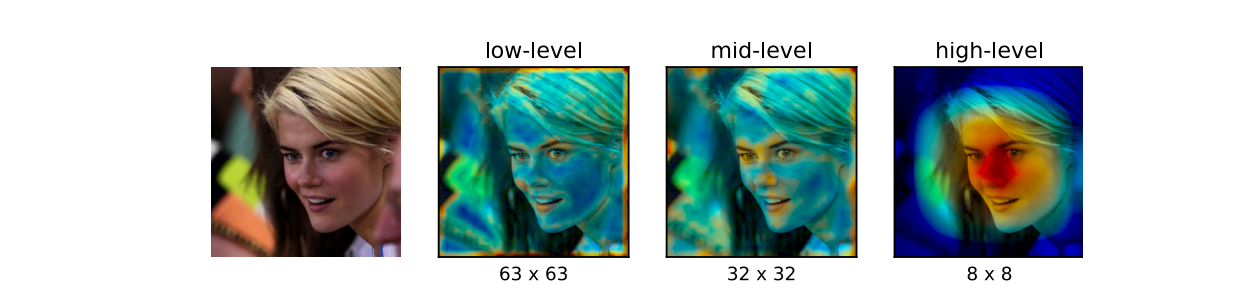 low-level
mid-level
high-level
63 x 63
32 x 32
8 x 8